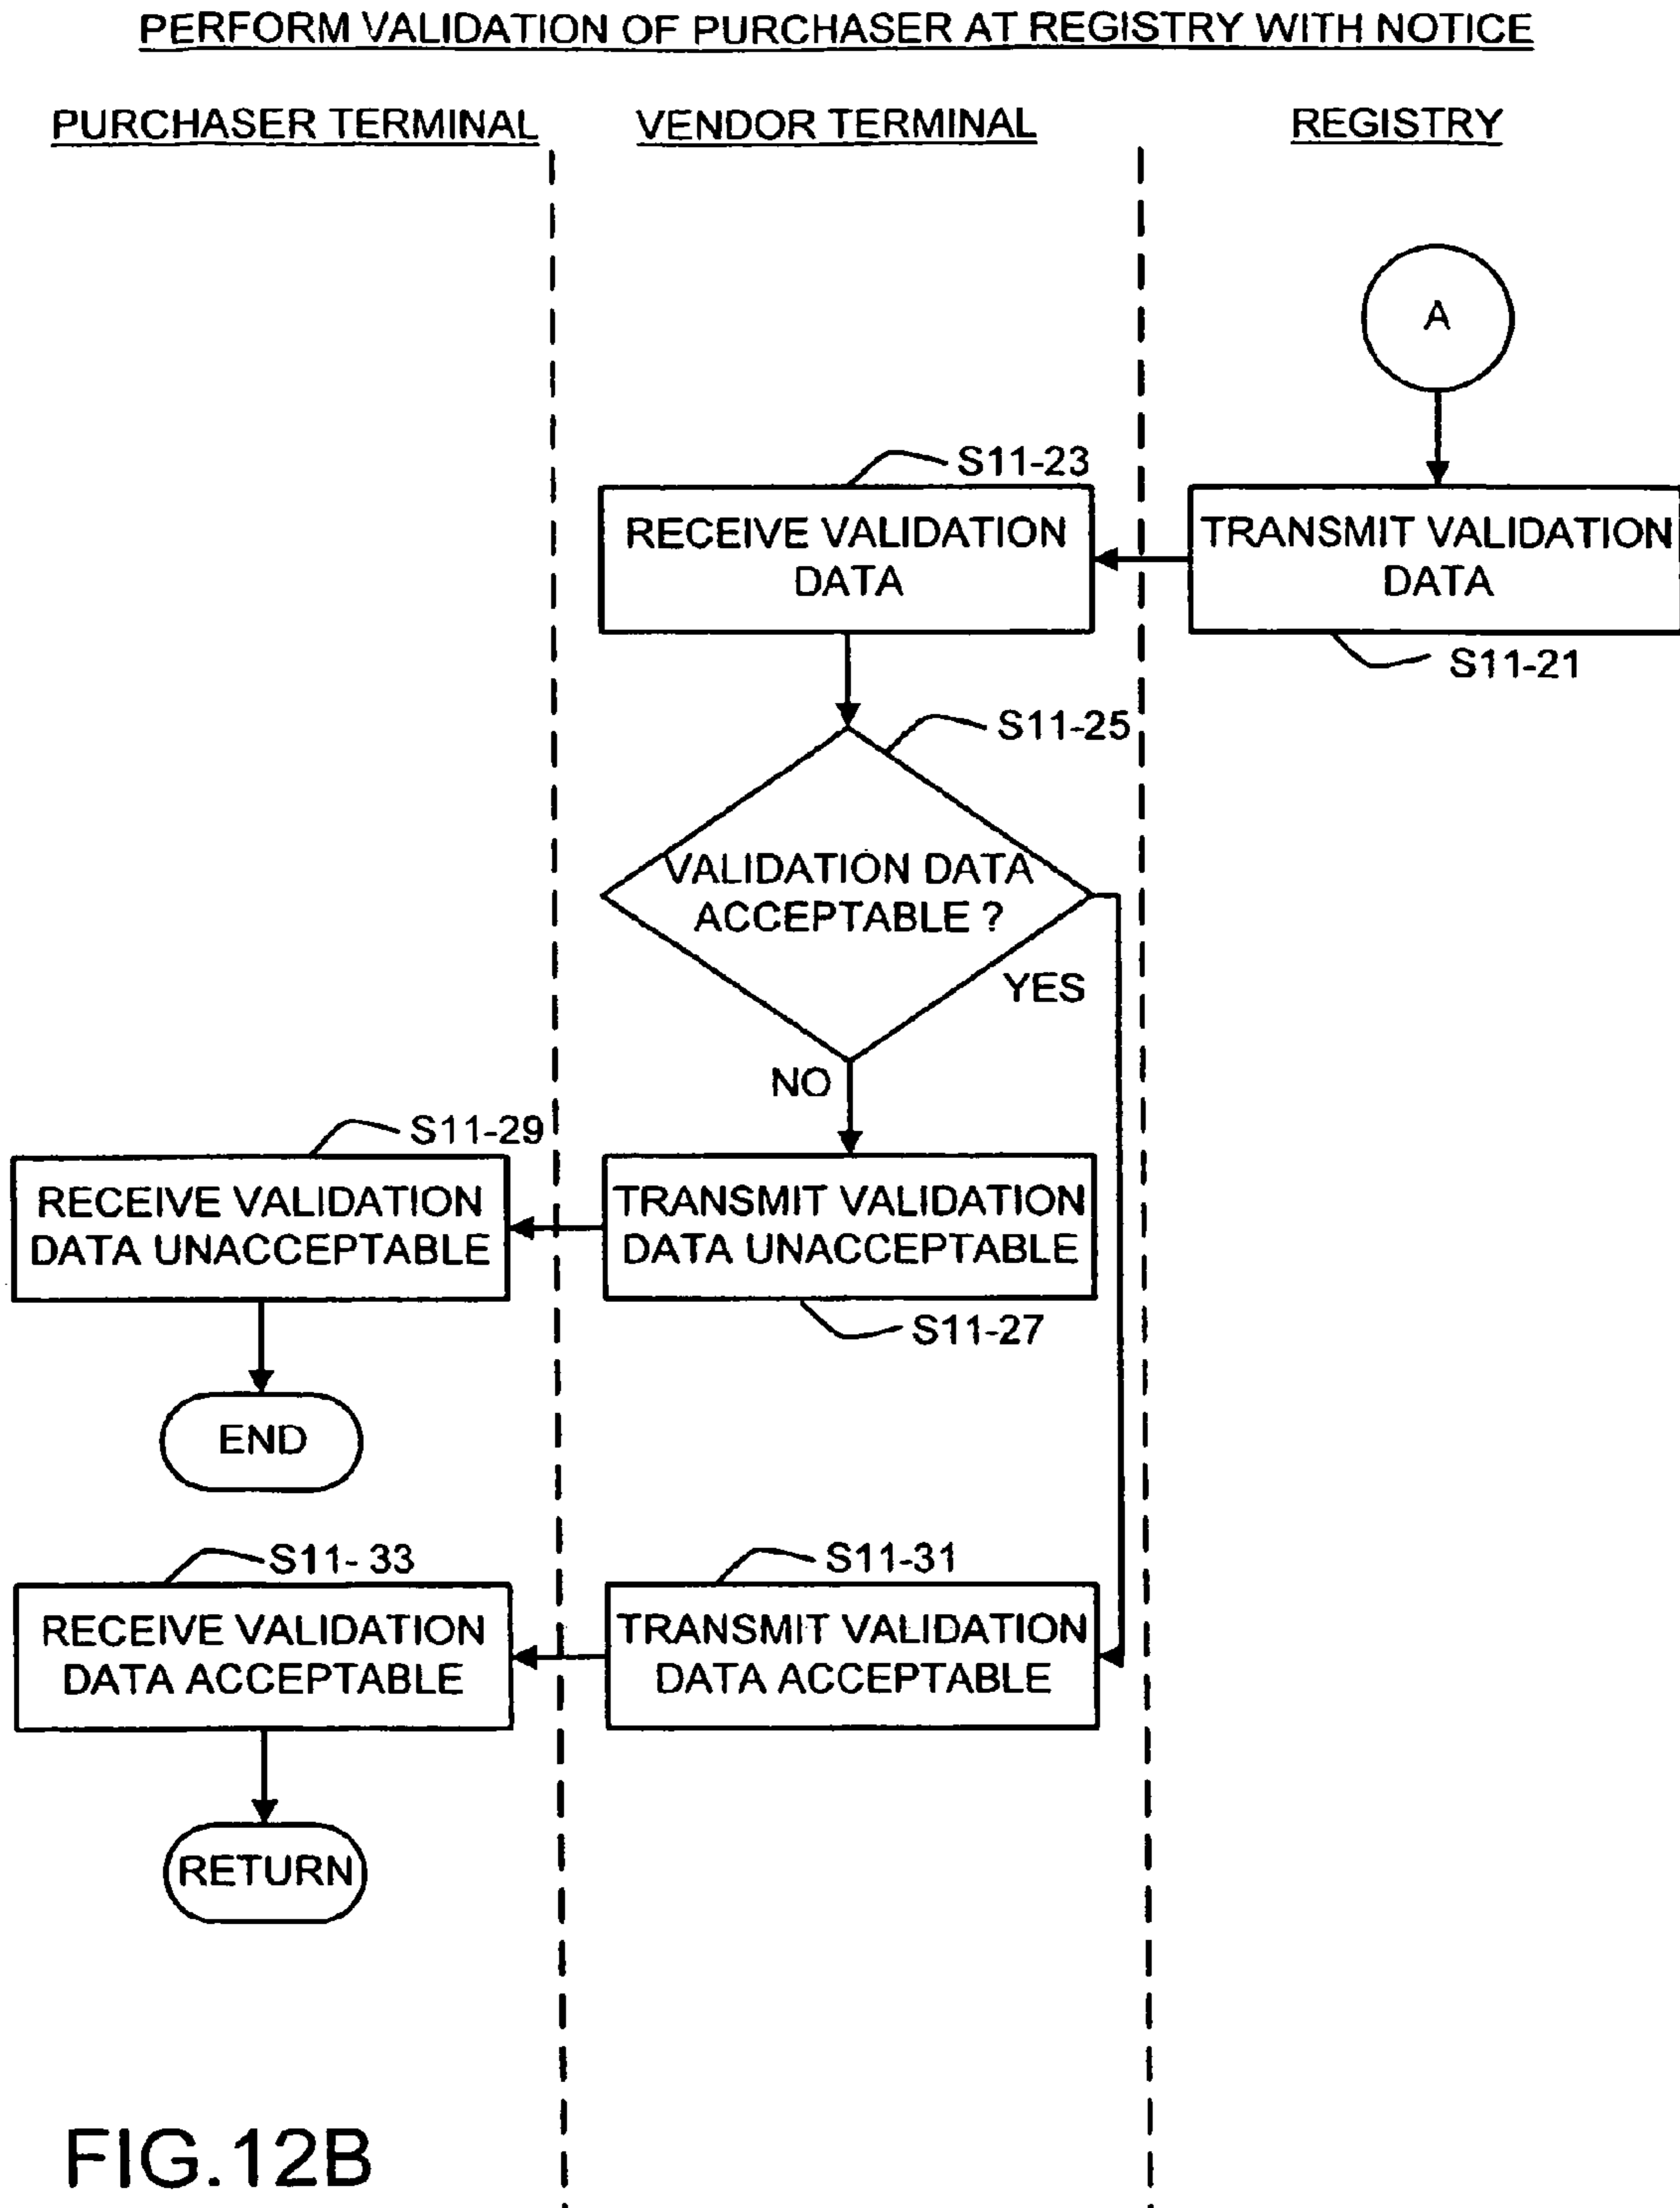 PERFORM VALIDATION OF PURCHASER AT REGISTRY WITH NOTICE
PURCHASER TERMINAL
VENDOR TERMINAL
REGISTRY
A
S11-23
RECEIVE VALIDATION
DATA
TRANSMIT VALIDATION
DATA
S11-21
S11-25
VALIDATION DATA
ACCEPTABLE ?
YES
NO
S11-29
RECEIVE VALIDATION
DATA UNACCEPTABLE
TRANSMIT VALIDATION
DATA UNACCEPTABLE
S11-27
END
S11- 33
RECEIVE VALIDATION
DATA ACCEPTABLE
S11-31
TRANSMIT VALIDATION
DATA ACCEPTABLE
RETURN
FIG.12B